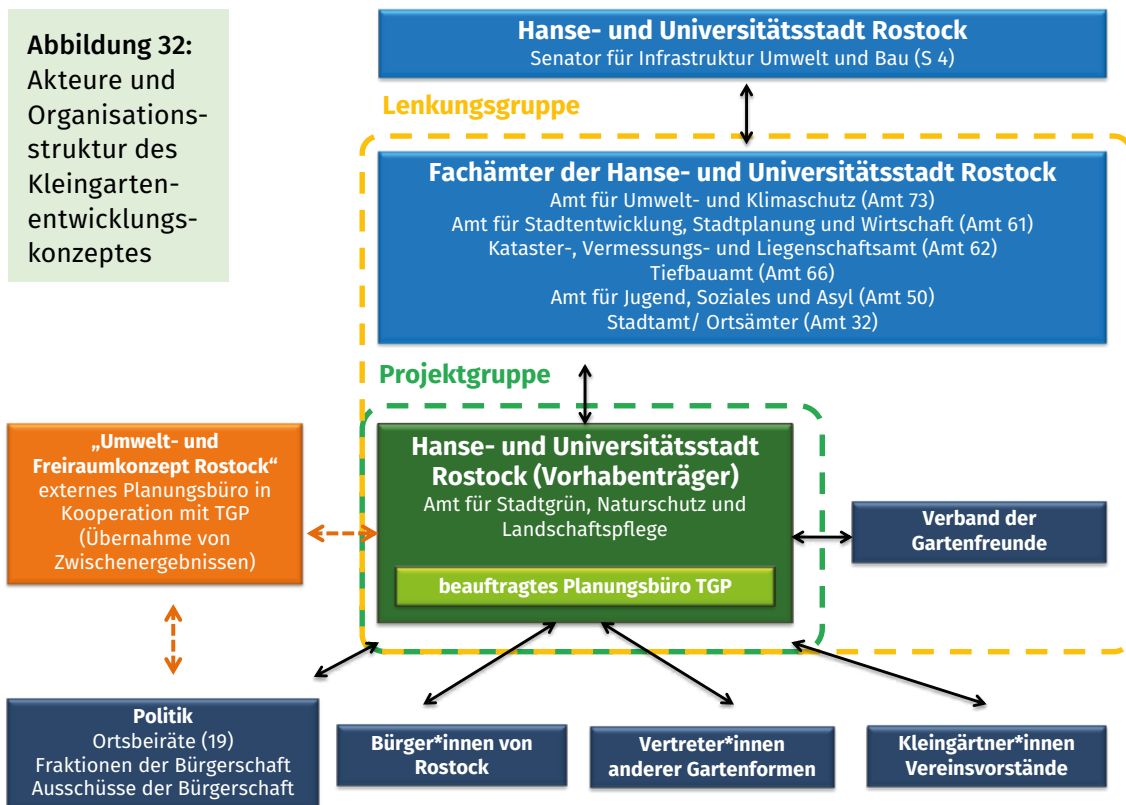 Abbildung 32:
Akteure und
Organisations-
struktur des
Kleingarten-
entwicklungs-
konzeptes
Hanse- und Universitätsstadt Rostock
Senator für Infrastruktur Umwelt und Bau (S 4)
Lenkungsgruppe
Fachämter der Hanse- und Universitätsstadt Rostock
Amt für Umwelt- und Klimaschutz (Amt 73)
Amt für Stadtentwicklung, Stadtplanung und Wirtschaft (Amt 61)
Kataster-, Vermessungs- und Liegenschaftsamt (Amt 62)
Tiefbauamt (Amt 66)
Amt für Jugend, Soziales und Asyl (Amt 50)
Stadtamt/ Ortsämter (Amt 32)
Projektgruppe
Hanse- und Universitätsstadt
Rostock (Vorhabenträger)
Amt für Stadtgrün, Naturschutz und
Landschaftspflege
beauftragtes Planungsbüro TGP
„Umwelt- und
Freiraumkonzept Rostock“
externes Planungsbüro in
Kooperation mit TGP
(Übernahme von
Zwischenergebnissen)
Verband der
Gartenfreunde
Politik
Ortsbeiräte (19)
Fraktionen der Bürgerschaft
Ausschüsse der Bürgerschaft
Bürger*innen von
Rostock
Vertreter*innen
anderer Gartenformen
Kleingärtner*innen
Vereinsvorstände